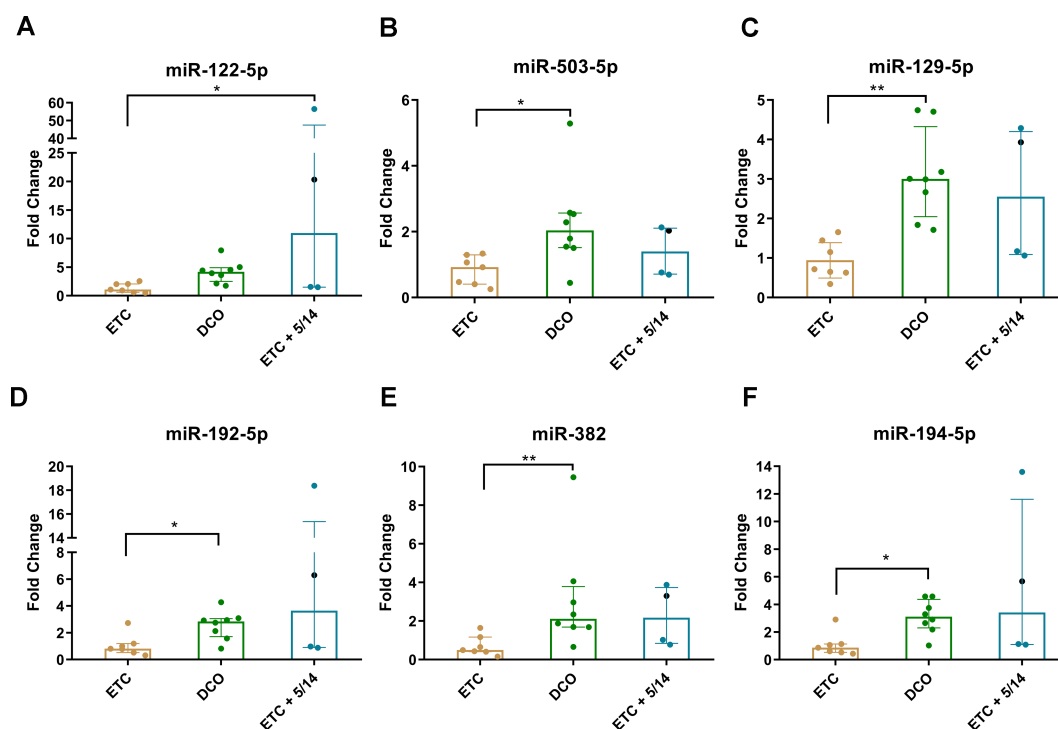 A
miR-122-5p
Fold Change
60
50
40
25
20
15
10
5
0
*
ETC
DCO
ETC + 5/14
B
miR-503-5p
Fold Change
6
4
2
0
*
ETC
DCO
ETC + 5/14
C
miR-129-5p
Fold Change
5
4
3
2
1
0
**
ETC
DCO
ETC + 5/14
D
miR-192-5p
Fold Change
20
18
16
14
8
6
4
2
0
*
ETC
DCO
ETC + 5/14
E
miR-382
Fold Change
10
8
6
4
2
0
**
ETC
DCO
ETC + 5/14
F
miR-194-5p
Fold Change
14
12
10
8
6
4
2
0
*
ETC
DCO
ETC + 5/14